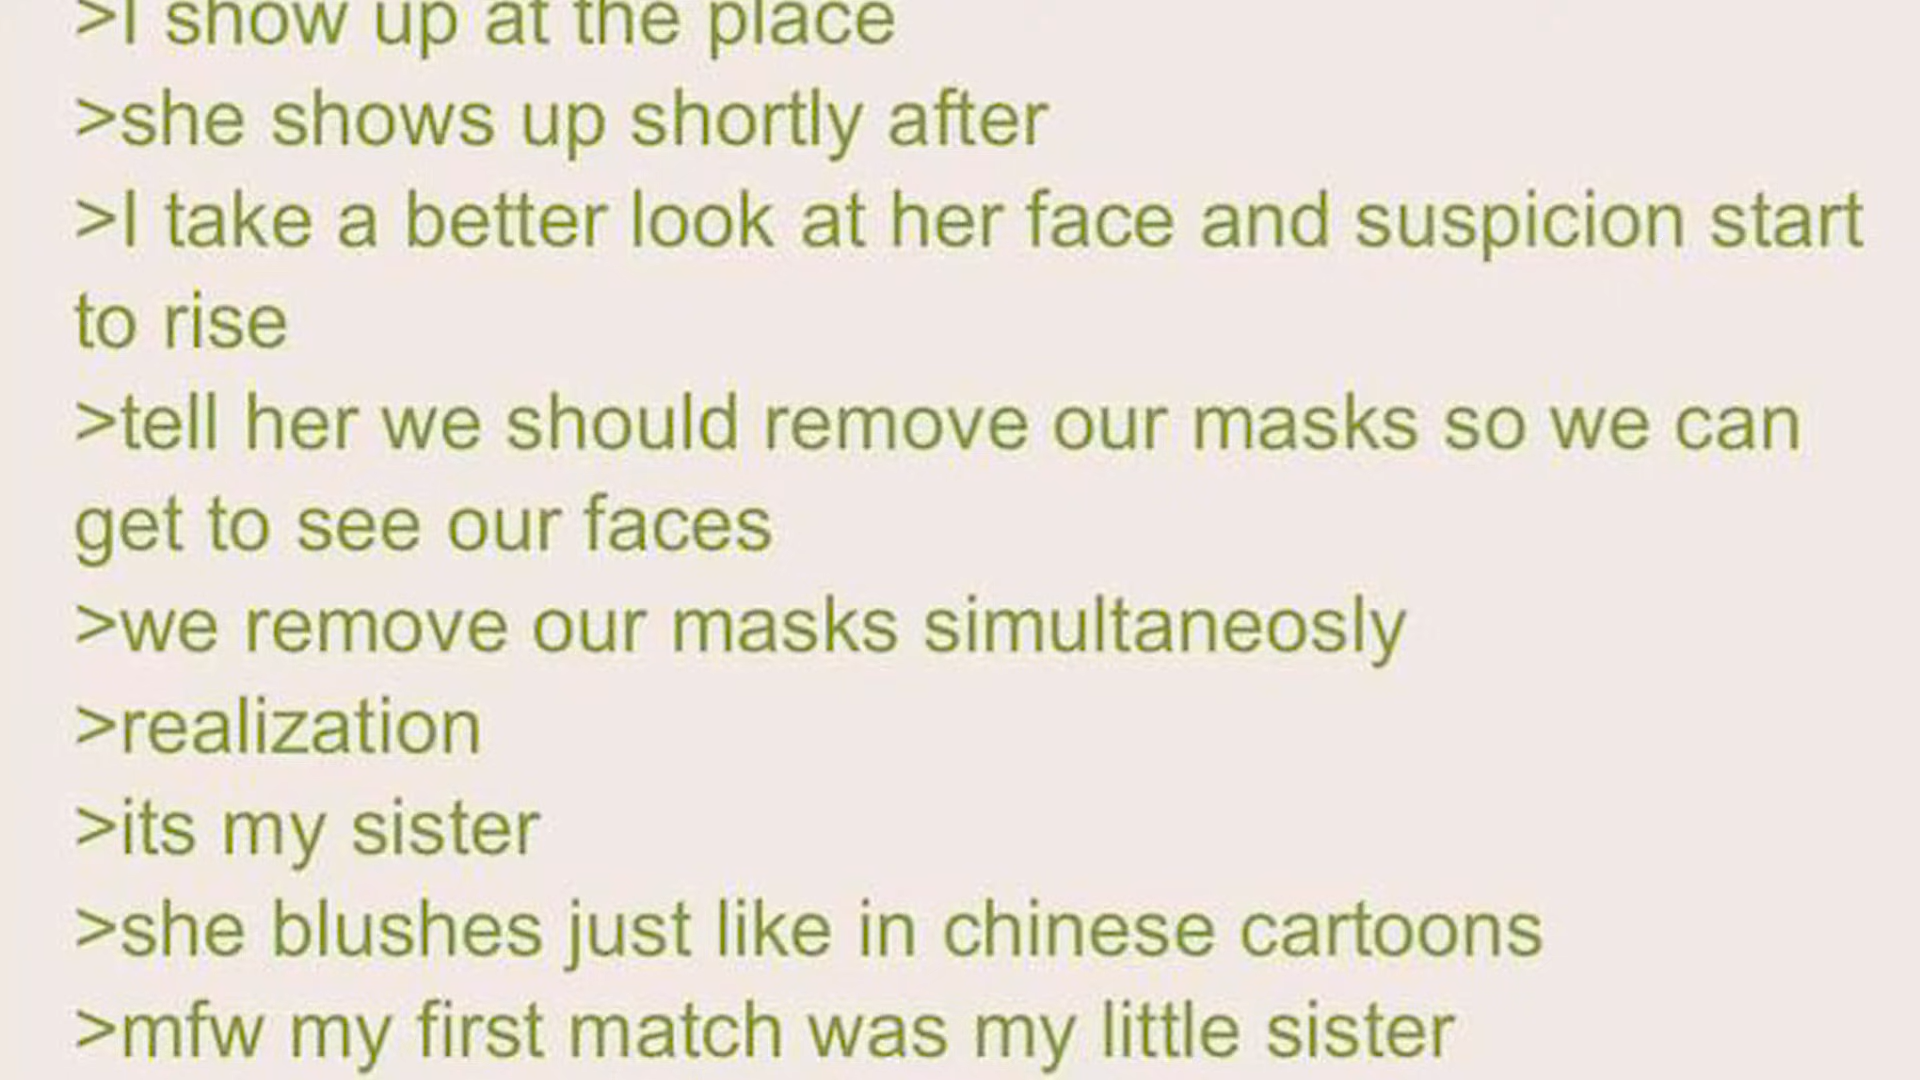 >I show up at the place
>she shows up shortly after
>I take a better look at her face and suspicion start
to rise
>tell her we should remove our masks so we can
get to see our faces
>we remove our masks simultaneosly
>realization
>its my sister
>she blushes just like in chinese cartoons
>mfw my first match was my little sister